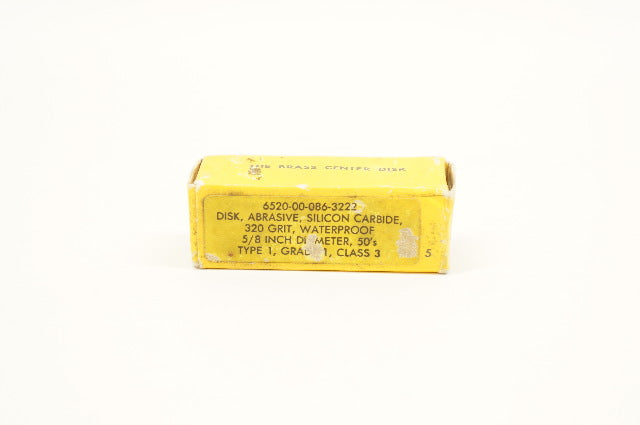 THE BRASS CENTER DISK
6520-00-086-3222
DISK, ABRASIVE, SILICON CARBIDE,
320 GRIT, WATERPROOF
5/8 INCH DIAMETER, 50's
TYPE 1, GRADE 1, CLASS 3
5